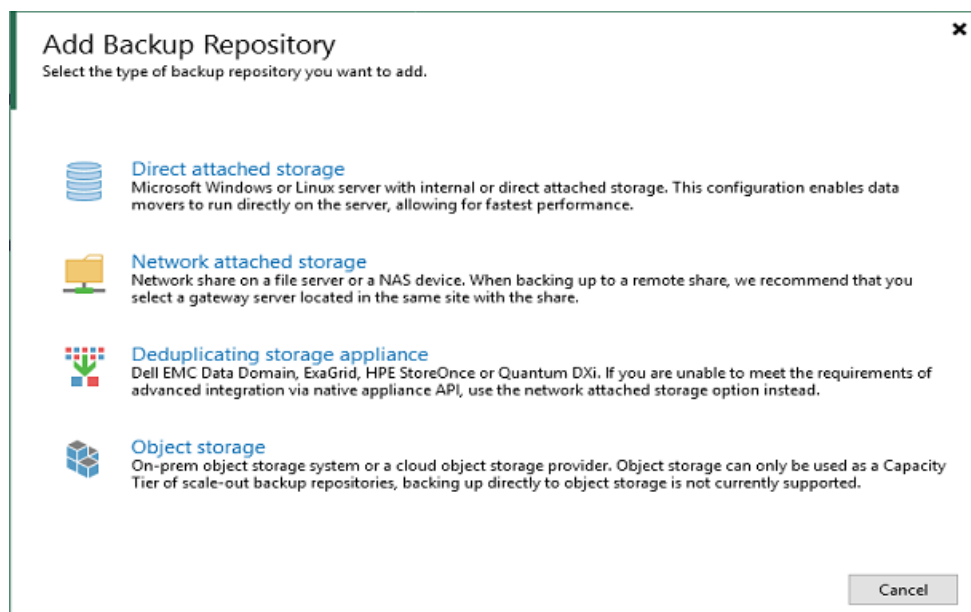 Add Backup Repository
Select the type of backup repository you want to add.
Direct attached storage
Microsoft Windows or Linux server with internal or direct attached storage. This configuration enables data
movers to run directly on the server, allowing for fastest performance.
Network attached storage
Network share on a file server or a NAS device. When backing up to a remote share, we recommend that you
select a gateway server located in the same site with the share.
Deduplicating storage appliance
Dell EMC Data Domain, ExaGrid, HPE StoreOnce or Quantum DXi. If you are unable to meet the requirements of
advanced integration via native appliance API, use the network attached storage option instead.
Object storage
On-prem object storage system or a cloud object storage provider. Object storage can only be used as a Capacity
Tier of scale-out backup repositories, backing up directly to object storage is not currently supported.
Cancel